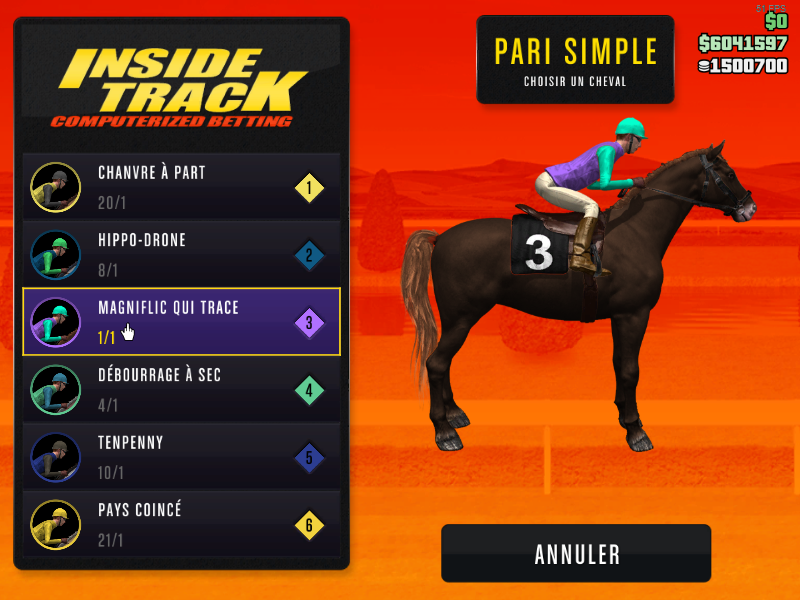 54 FPS
$0
$6041597
1500700
INSIDE
TRACK
COMPUTERIZED BETTING
PARI SIMPLE
CHOISIR UN CHEVAL
CHANVRE À PART
20/1
1
HIPPO-DRONE
8/1
2
MAGNIFLIC QUI TRACE
1/1
3
DÉBOURRAGE À SEC
4/1
4
TENPENNY
10/1
5
PAYS COINCÉ
21/1
6
3
ANNULER